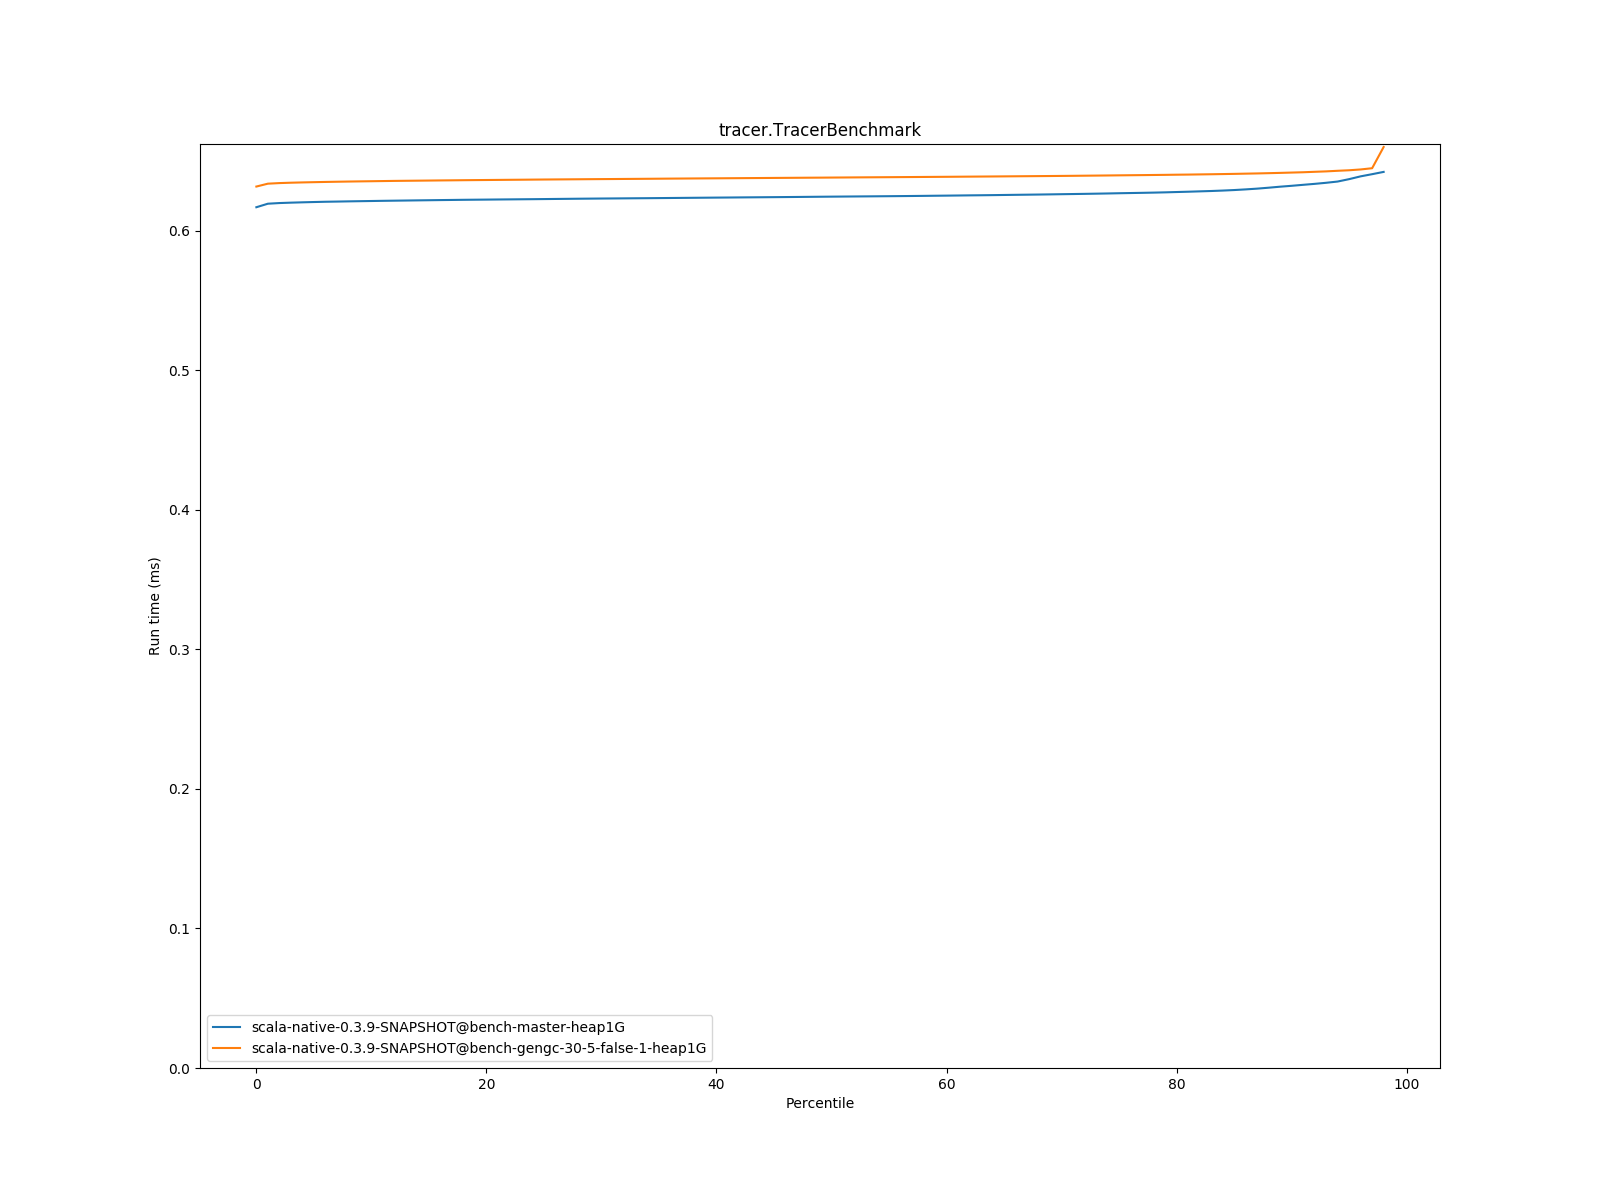 tracer.TracerBenchmark
Run time (ms)
0.6
0.5
0.4
0.3
0.2
0.1
0.0
scala-native-0.3.9-SNAPSHOT@bench-master-heap1G
scala-native-0.3.9-SNAPSHOT@bench-gengc-30-5-false-1-heap1G
0
20
40
60
80
100
Percentile